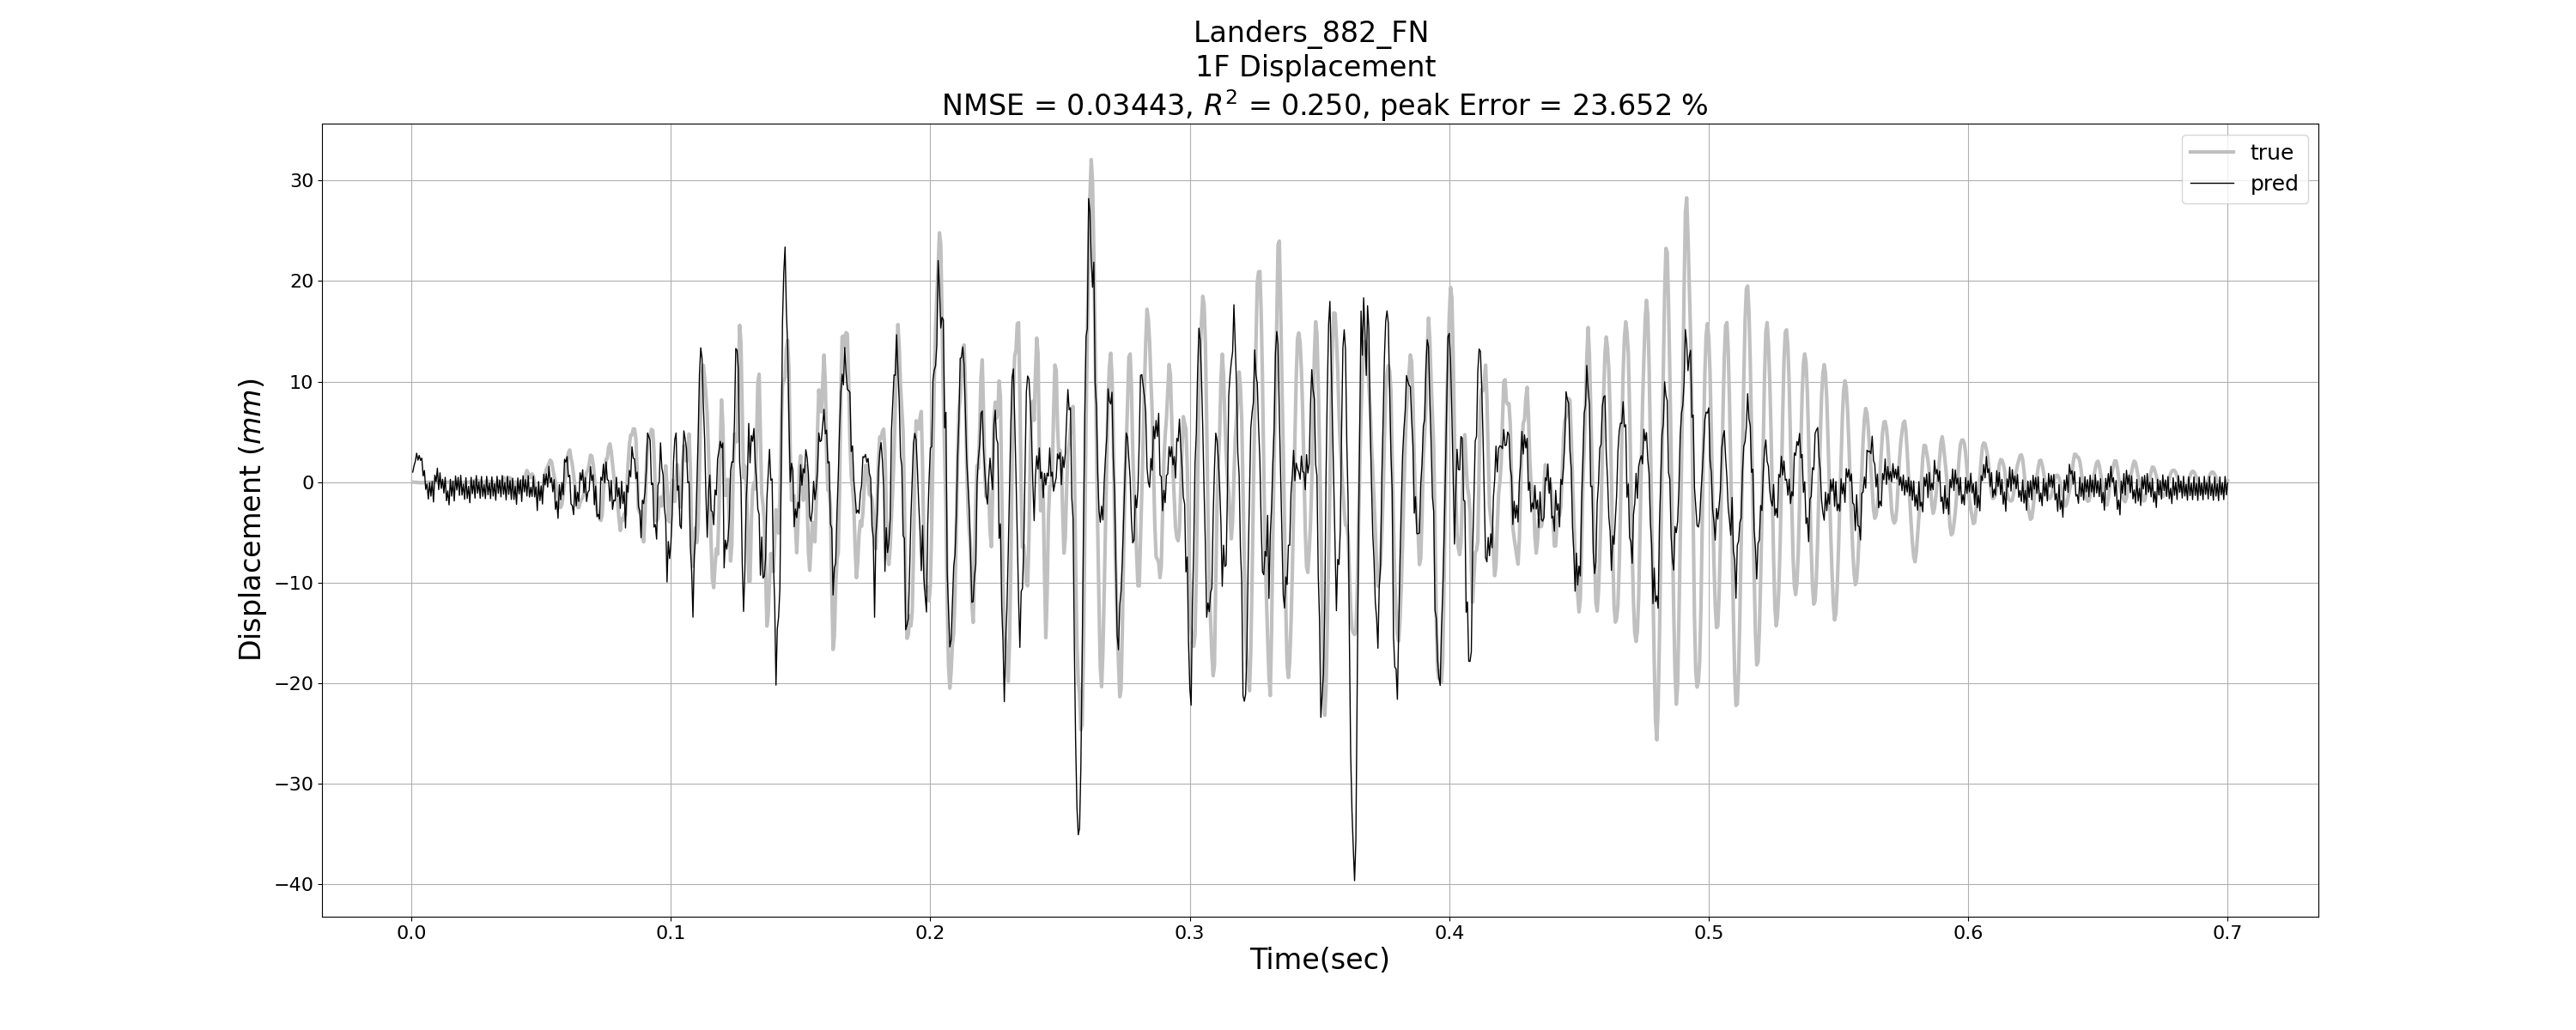 Landers_882_FN
1F Displacement
NMSE = 0.03443, R² = 0.250, peak Error = 23.652 %
true
pred
30
20
10
0
−10
−20
−30
−40
Displacement (mm)
0.0 0.1 0.2 0.3 0.4 0.5 0.6 0.7
Time(sec)